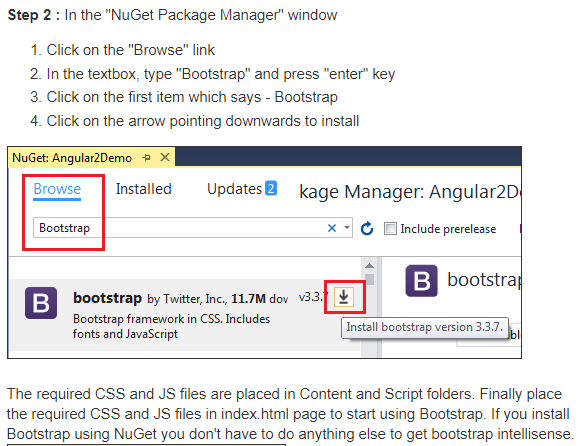 Step 2 : In the "NuGet Package Manager" window
1. Click on the "Browse" link
2. In the textbox, type "Bootstrap" and press "enter" key
3. Click on the first item which says - Bootstrap
4. Click on the arrow pointing downwards to install
NuGet: Angular2Demo
Browse Installed Updates 2 kage Manager: Angular2D
Bootstrap Include prerelease
B bootstrap by Twitter, Inc., 11.7M dov v3.3.7 B bootstrap
Bootstrap framework in CSS. Includes
fonts and JavaScript
Install bootstrap version 3.3.7.
The required CSS and JS files are placed in Content and Script folders. Finally place
the required CSS and JS files in index.html page to start using Bootstrap. If you install
Bootstrap using NuGet you don't have to do anything else to get bootstrap intellisense.